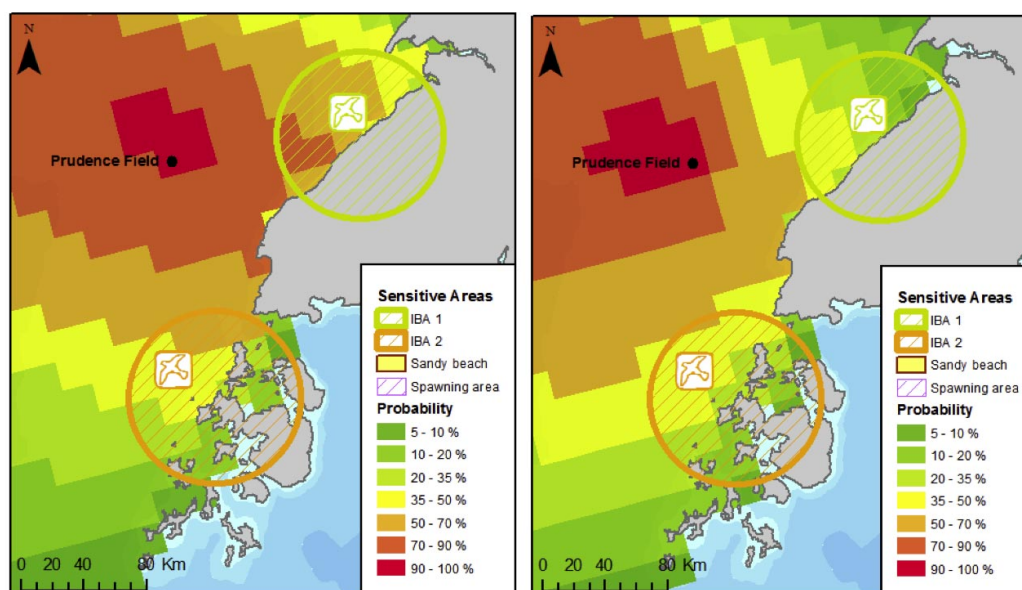 N
Prudence Field
Sensitive Areas
IBA 1
IBA 2
Sandy beach
Spawning area
Probability
5 - 10 %
10 - 20 %
20 - 35 %
35 - 50 %
50 - 70 %
70 - 90 %
90 - 100 %
0 20 40 80 Km
N
Prudence Field
Sensitive Areas
IBA 1
IBA 2
Sandy beach
Spawning area
Probability
5 - 10 %
10 - 20 %
20 - 35 %
35 - 50 %
50 - 70 %
70 - 90 %
90 - 100 %
0 20 40 80 Km